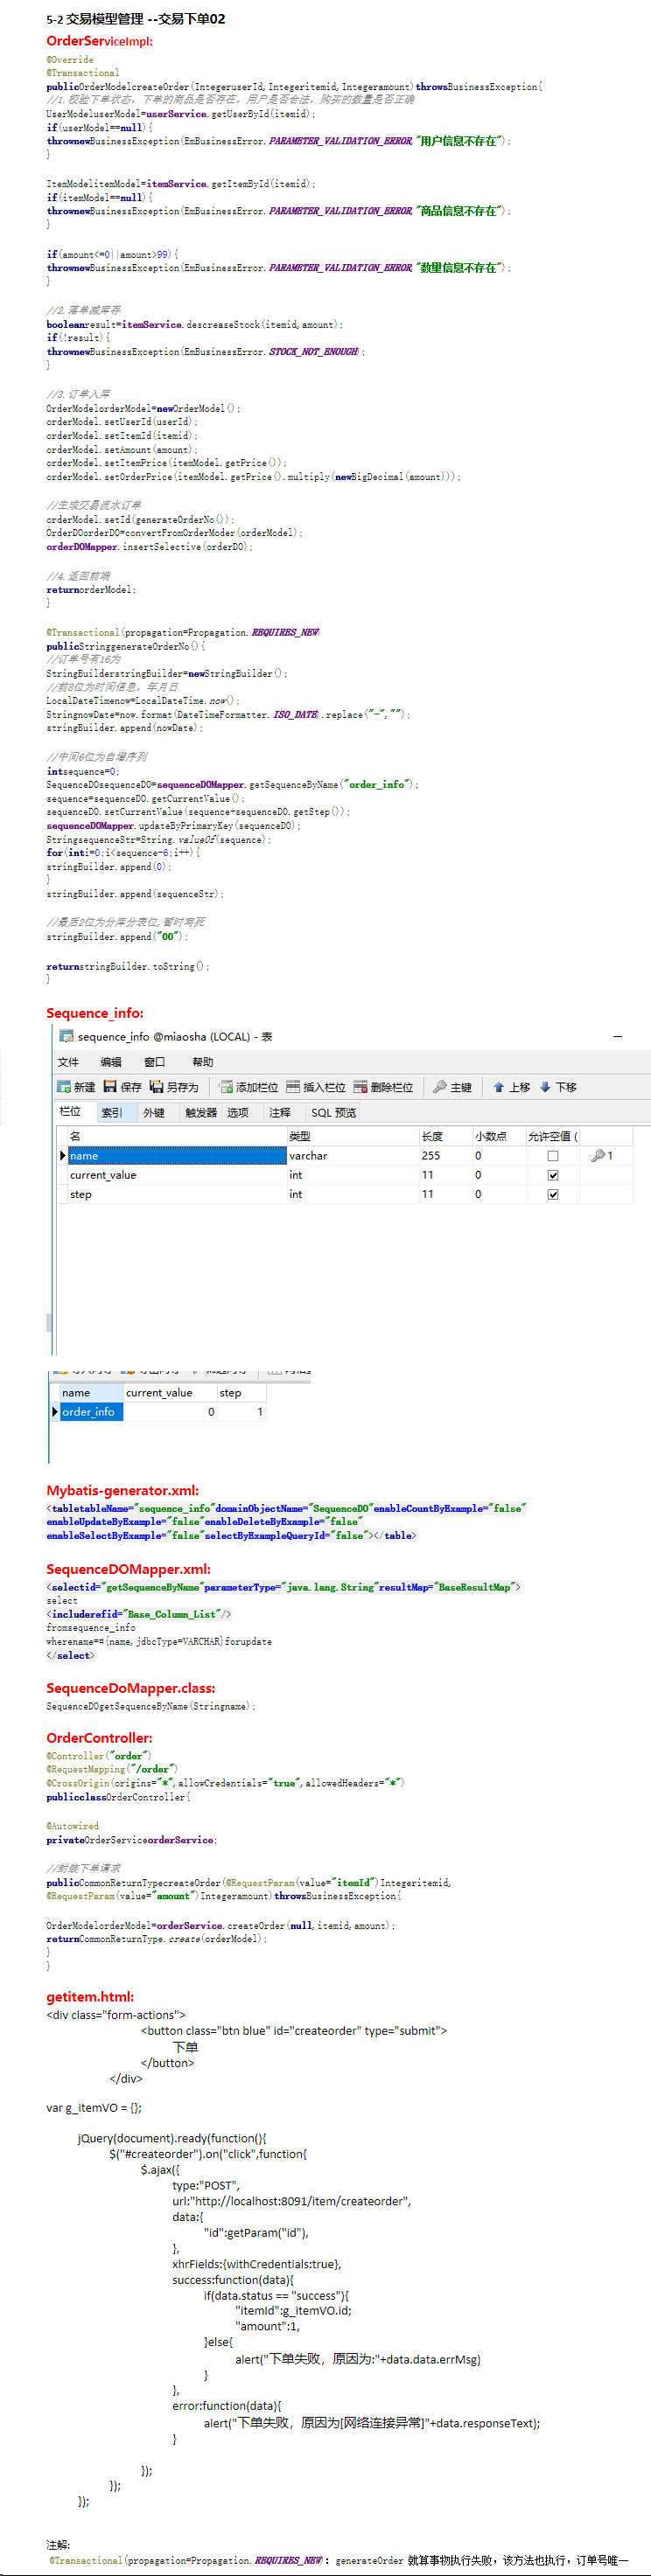 5-2 交易模型管理 --交易下单02
OrderServiceImpl:
@Override
@Transactional
publicOrderModelcreateOrder(IntegeruserId,Integeritemid,Integeramount)throwsBusinessException{
//1.校验下单状态，下单的商品是否存在，用户是否合法，购买的数量是否正确
UserModeluserModel=userService.getUserById(itemid);
if(userModel==null){
thrownewBusinessException(EmBusinessError.PARAMETER_VALIDATION_ERROR,"用户信息不存在");
}
ItemModelitemModel=itemService.getItemById(itemid);
if(itemModel==null){
thrownewBusinessException(EmBusinessError.PARAMETER_VALIDATION_ERROR,"商品信息不存在");
}
if(amount<=0||amount>99){
thrownewBusinessException(EmBusinessError.PARAMETER_VALIDATION_ERROR,"数量信息不存在");
}
//2.落单减库存
booleanresult=itemService.descreaseStock(itemid,amount);
if(!result){
thrownewBusinessException(EmBusinessError.STOCK_NOT_ENOUGH);
}
//3.订单入库
OrderModelorderModel=newOrderModel();
orderModel.setUserId(userId);
orderModel.setItemId(itemid);
orderModel.setAmount(amount);
orderModel.setItemPrice(itemModel.getPrice());
orderModel.setOrderPrice(itemModel.getPrice().multiply(newBigDecimal(amount)));
//生成交易流水订单
orderModel.setId(generateOrderNo());
OrderDOorderDO=convertFromOrderModer(orderModel);
orderDOMapper.insertSelective(orderDO);
//4.返回前端
returnorderModel;
}
@Transactional(propagation=Propagation.REQUIRES_NEW)
publicStringgenerateOrderNo(){
//订单号有16为
StringBuilderstringBuilder=newStringBuilder();
//前8位为时间信息，年月日
LocalDateTimenow=LocalDateTime.now();
StringnowDate=now.format(DateTimeFormatter.ISO_DATE).replace("-","");
stringBuilder.append(nowDate);
//中间6位为自增序列
intsequence=0;
SequenceDOsequenceDO=sequenceDOMapper.getSequenceByName("order_info");
sequence=sequenceDO.getCurrentValue();
sequenceDO.setCurrentValue(sequence+sequenceDO.getStep());
sequenceDOMapper.updateByPrimaryKey(sequenceDO);
StringsequenceStr=String.valueOf(sequence);
for(inti=0;i<sequence-6;i++){
stringBuilder.append(0);
}
stringBuilder.append(sequenceStr);
//最后2位为分库分表位,暂时写死
stringBuilder.append("00");
returnstringBuilder.toString();
}
Sequence_info:
sequence_info @miaosha (LOCAL) - 表
文件 编辑 窗口 帮助
新建 保存 另存为 添加栏位 插入栏位 删除栏位 主键 上移 下移
栏位 索引 外键 触发器 选项 注释 SQL 预览
名 类型 长度 小数点 允许空值 (
name varchar 255 0 1
current_value int 11 0
step int 11 0
name current_value step
order_info 0 1
Mybatis-generator.xml:
<tabletableName="sequence_info"domainObjectName="SequenceDO"enableCountByExample="false"
enableUpdateByExample="false"enableDeleteByExample="false"
enableSelectByExample="false"selectByExampleQueryId="false"></table>
SequenceDOMapper.xml:
<selectid="getSequenceByName"parameterType="java.lang.String"resultMap="BaseResultMap">
select
<includerefid="Base_Column_List"/>
fromsequence_info
wherename=#{name,jdbcType=VARCHAR}forupdate
</select>
SequenceDoMapper.class:
SequenceDOgetSequenceByName(Stringname);
OrderController:
@Controller("order")
@RequestMapping("/order")
@CrossOrigin(origins="*",allowCredentials="true",allowedHeaders="*")
publicclassOrderController{
@Autowired
privateOrderServiceorderService;
//封装下单请求
publicCommonReturnTypecreateOrder(@RequestParam(value="itemId")Integeritemid,
@RequestParam(value="amount")Integeramount)throwsBusinessException{
OrderModelorderModel=orderService.createOrder(null,itemid,amount);
returnCommonReturnType.create(orderModel);
}
}
getitem.html:
<div class="form-actions">
<button class="btn blue" id="createorder" type="submit">
下单
</button>
</div>
var g_itemVO = {};
jQuery(document).ready(function(){
$("#createorder").on("click",function{
$.ajax({
type:"POST",
url:"http://localhost:8091/item/createorder",
data:{
"id":getParam("id"),
},
xhrFields:{withCredentials:true},
success:function(data){
if(data.status == "success"){
"itemId":g_itemVO.id;
"amount":1,
}else{
alert("下单失败，原因为:"+data.data.errMsg)
}
},
error:function(data){
alert("下单失败，原因为[网络连接异常]"+data.responseText);
}
});
});
});
注解:
@Transactional(propagation=Propagation.REQUIRES_NEW): generateOrder 就算事物执行失败，该方法也执行，订单号唯一